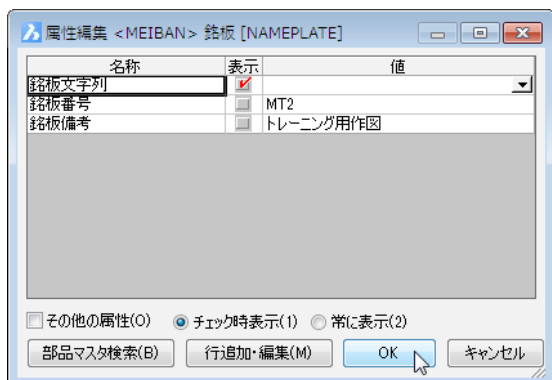 属性編集 <MEIBAN> 銘板 [NAMEPLATE]
名称 表示 値
銘板文字列
銘板番号 MT2
銘板備考 トレーニング用作図
その他の属性(O) チェック時表示(1) 常に表示(2)
部品マスタ検索(B) 行追加・編集(M) OK キャンセル